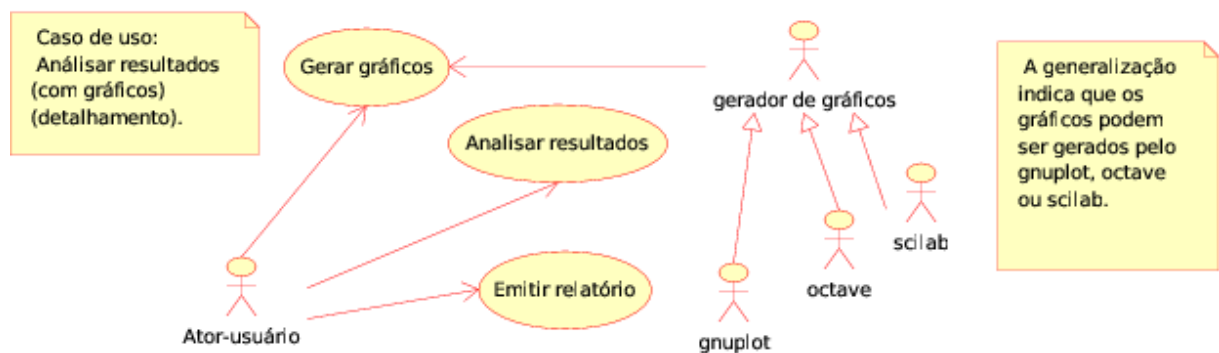 Caso de uso:
Análisar resultados
(com gráficos)
(detalhamento).
Gerar gráficos
gerador de gráficos
A generalização
indica que os
gráficos podem
ser gerados pelo
gnuplot, octave
ou scilab.
Analisar resultados
scilab
Emitir relatório
octave
Ator-usuário
gnuplot